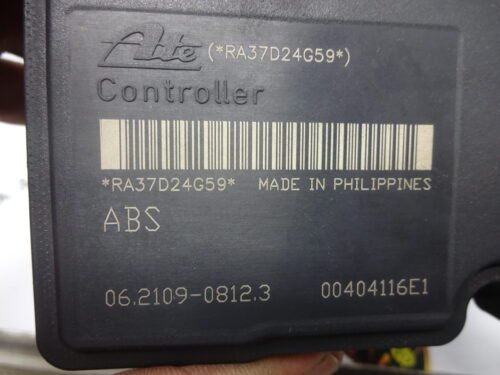 Ate (*RA37D24G59*)
Controller
*RA37D24G59* MADE IN PHILIPPINES
ABS
06.2109-0812.3 00404116E1